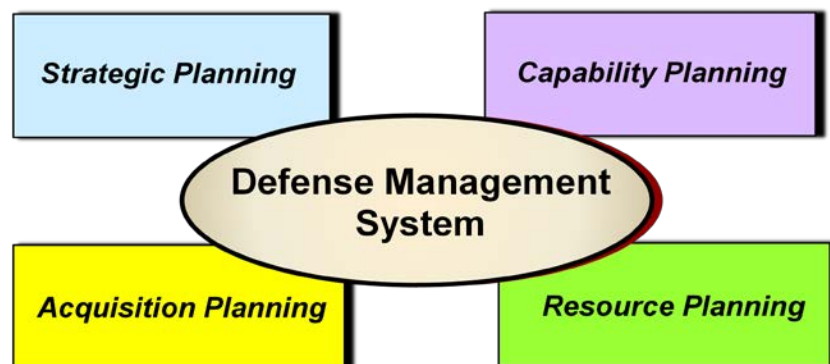 Strategic Planning
Capability Planning
Defense Management
System
Acquisition Planning
Resource Planning